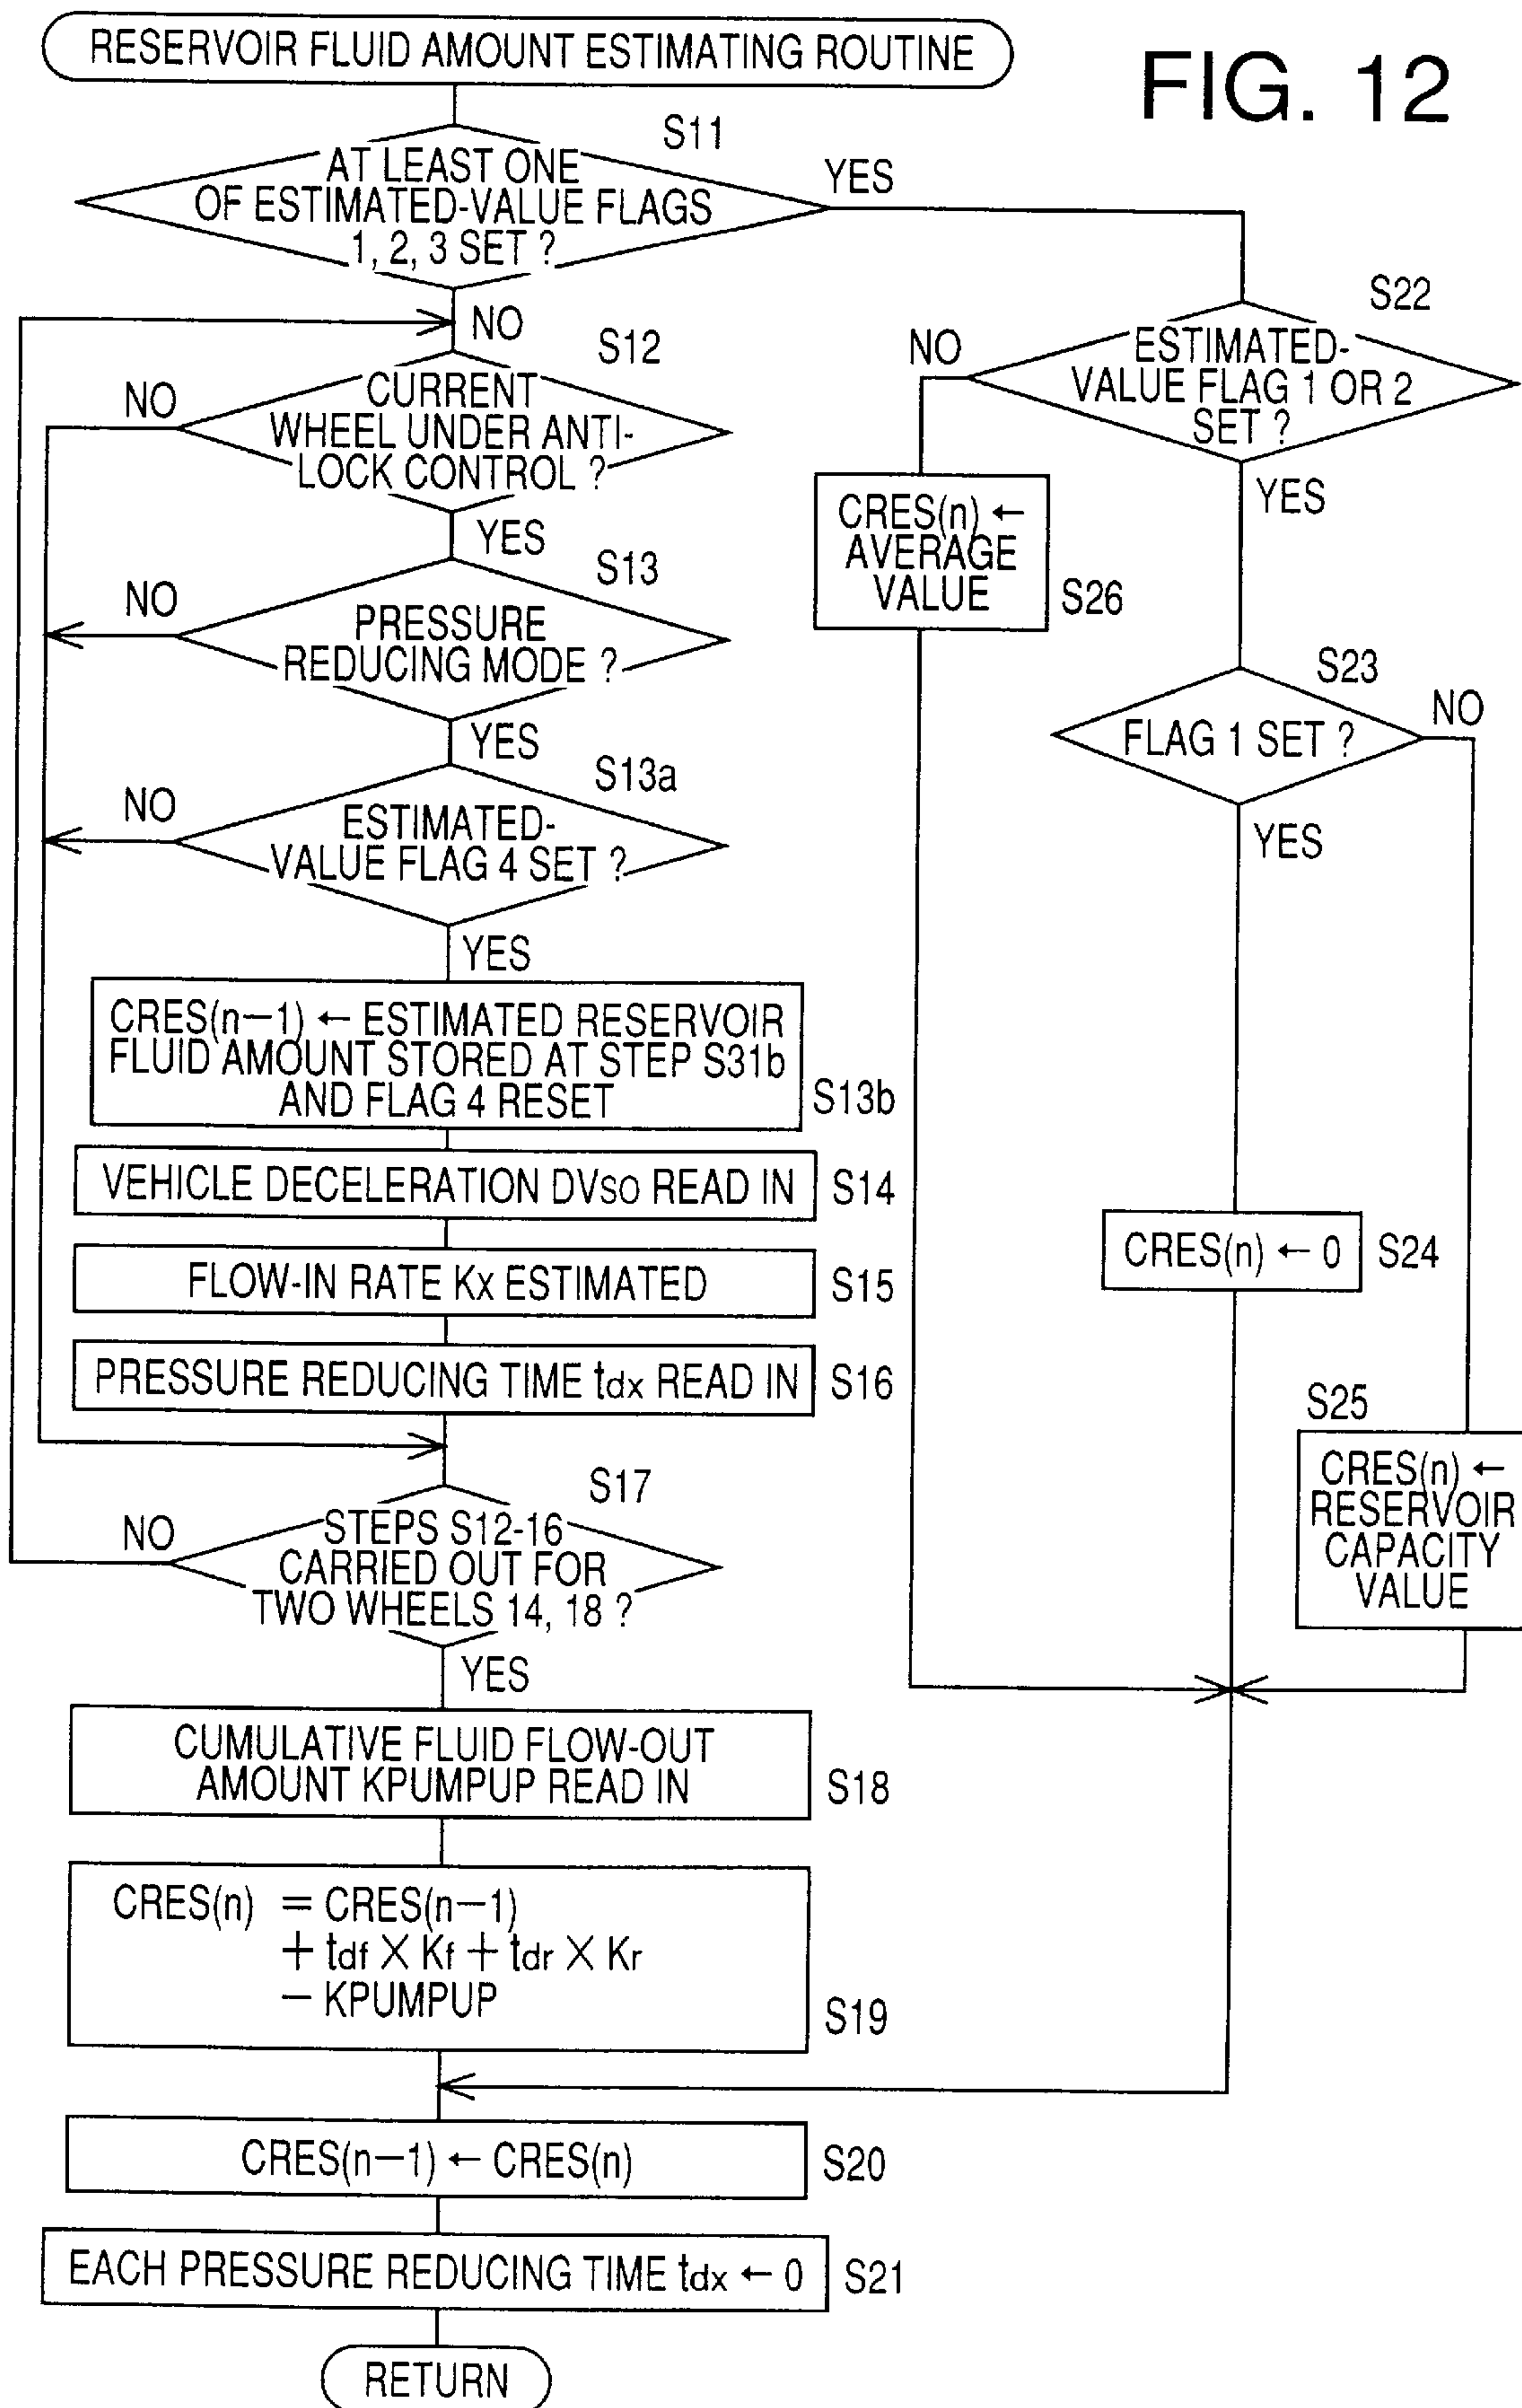 RESERVOIR FLUID AMOUNT ESTIMATING ROUTINE
FIG. 12
S11
AT LEAST ONE
OF ESTIMATED-VALUE FLAGS
1, 2, 3 SET ?
YES
NO
S12
CURRENT
WHEEL UNDER ANTI-
LOCK CONTROL ?
NO
YES
S13
PRESSURE
REDUCING MODE ?
NO
YES
S13a
ESTIMATED-
VALUE FLAG 4 SET ?
NO
YES
CRES(n−1) ← ESTIMATED RESERVOIR
FLUID AMOUNT STORED AT STEP S31b
AND FLAG 4 RESET
S13b
VEHICLE DECELERATION DVSO READ IN
S14
FLOW-IN RATE Kx ESTIMATED
S15
PRESSURE REDUCING TIME tdx READ IN
S16
S17
STEPS S12-16
CARRIED OUT FOR
TWO WHEELS 14, 18 ?
NO
YES
CUMULATIVE FLUID FLOW-OUT
AMOUNT KPUMPUP READ IN
S18
CRES(n) = CRES(n−1)
+ tdf × Kf + tdr × Kr
− KPUMPUP
S19
CRES(n−1) ← CRES(n)
S20
EACH PRESSURE REDUCING TIME tdx ← 0
S21
RETURN
S22
ESTIMATED-
VALUE FLAG 1 OR 2
SET ?
NO
YES
CRES(n) ←
AVERAGE
VALUE
S26
S23
FLAG 1 SET ?
NO
YES
CRES(n) ← 0
S24
S25
CRES(n) ←
RESERVOIR
CAPACITY
VALUE